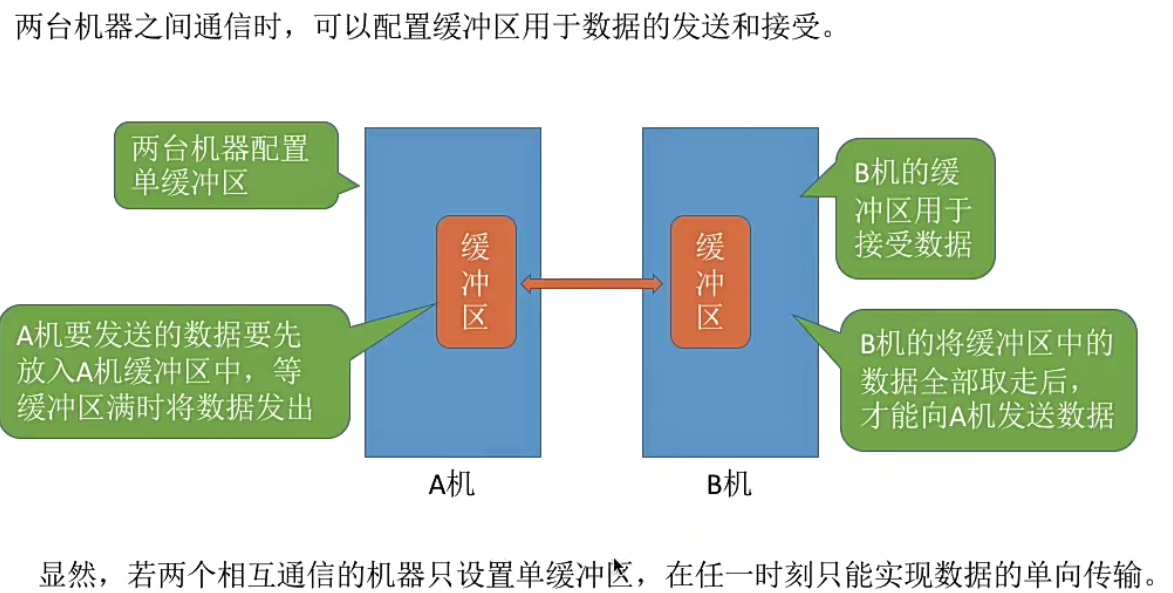 两台机器之间通信时，可以配置缓冲区用于数据的发送和接受。
两台机器配置
单缓冲区
B机的缓
冲区用于
接受数据
缓
冲
区
缓
冲
区
A机要发送的数据要先
放入A机缓冲区中，等
缓冲区满时将数据发出
B机的将缓冲区中的
数据全部取走后，
才能向A机发送数据
A机
B机
显然，若两个相互通信的机器只设置单缓冲区，在任一时刻只能实现数据的单向传输。